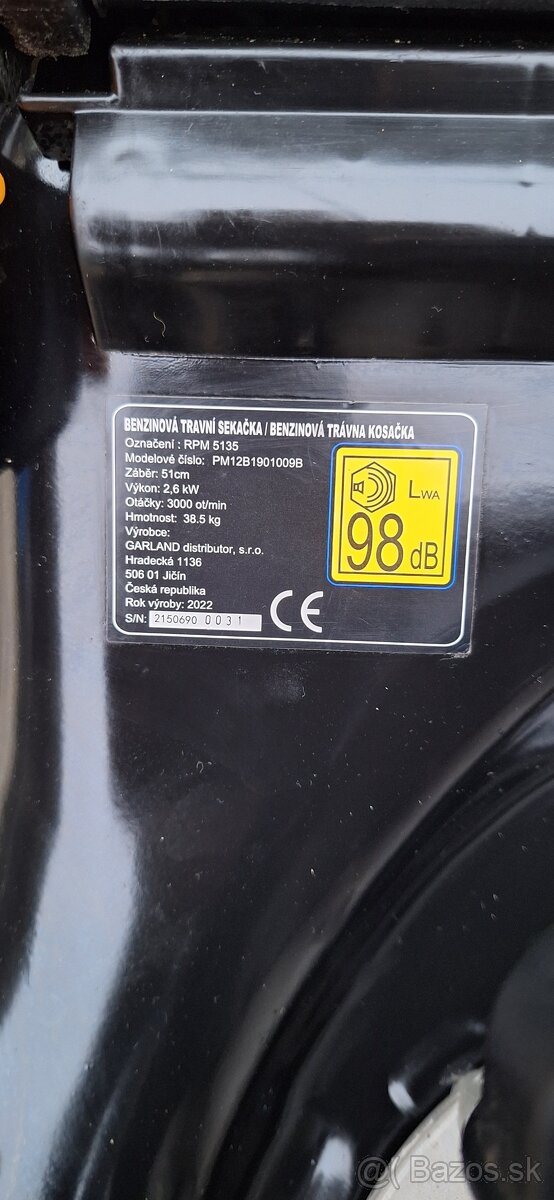 BENZINOVÁ TRAVNÍ SEKAČKA / BENZINOVÁ TRÁVNA KOSAČKA
Označení : RPM 5135
Modelové číslo: PM12B1901009B
Záběr: 51cm
Výkon: 2,6 kW
Otáčky: 3000 ot/min
Hmotnost: 38.5 kg
Výrobce:
GARLAND distributor, s.r.o.
Hradecká 1136
506 01 Jičín
Česká republika
Rok výroby: 2022
S/N: 2150690 0031
CE
LWA
98 dB
@( Bazos.sk